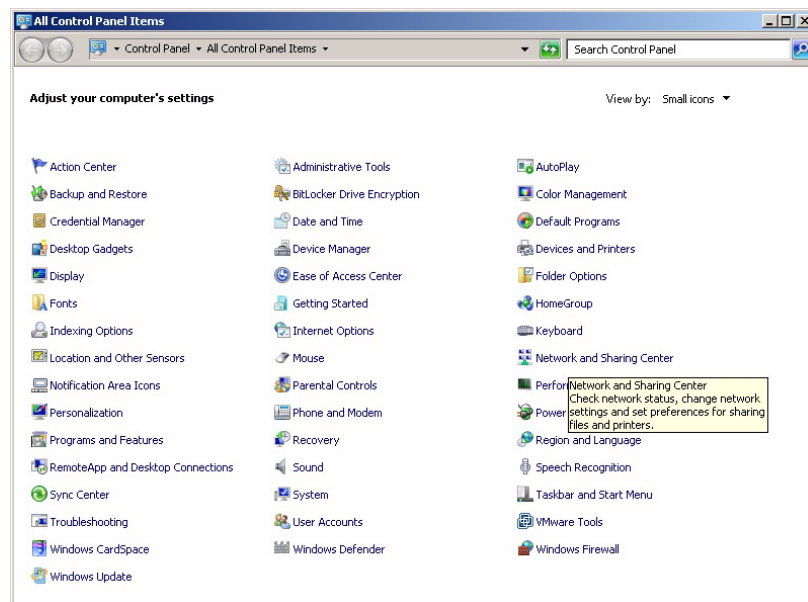 All Control Panel Items
Control Panel All Control Panel Items Search Control Panel
Adjust your computer's settings View by: Small icons
Action Center Administrative Tools AutoPlay
Backup and Restore BitLocker Drive Encryption Color Management
Credential Manager Date and Time Default Programs
Desktop Gadgets Device Manager Devices and Printers
Display Ease of Access Center Folder Options
Fonts Getting Started HomeGroup
Indexing Options Internet Options Keyboard
Location and Other Sensors Mouse Network and Sharing Center
Notification Area Icons Parental Controls Network and Sharing Center
Check network status, change network
Personalization Phone and Modem Power settings and set preferences for sharing
files and printers.
Programs and Features Recovery Region and Language
RemoteApp and Desktop Connections Sound Speech Recognition
Sync Center System Taskbar and Start Menu
Troubleshooting User Accounts VMware Tools
Windows CardSpace Windows Defender Windows Firewall
Windows Update